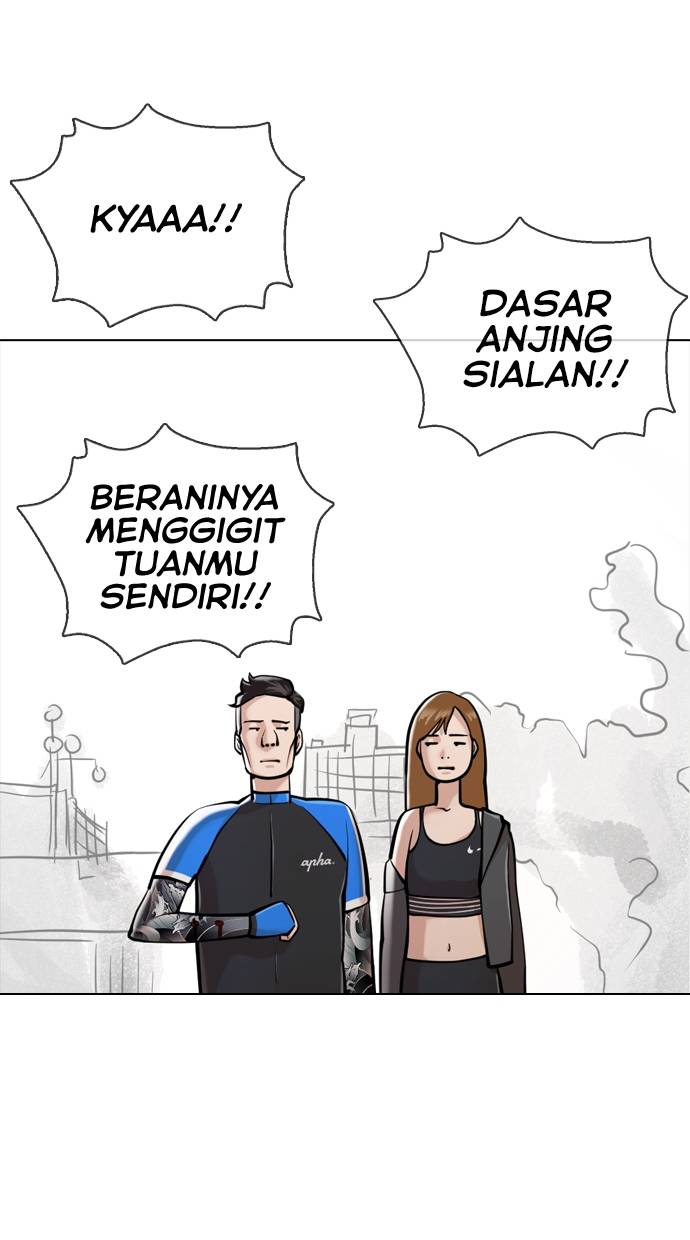 KYAAA!!
DASAR
ANJING
SIALAN!!
BERANINYA
MENGGIGIT
TUANMU
SENDIRI!!
apha.